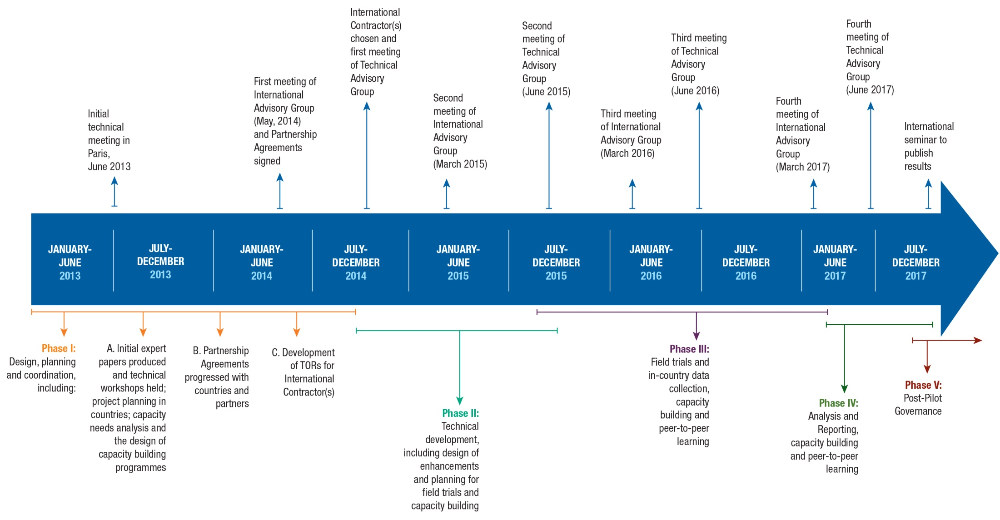 Initial
technical
meeting in
Paris,
June 2013
First meeting of
International
Advisory Group
(May, 2014)
and Partnership
Agreements
signed
International
Contractor(s)
chosen and
first meeting
of Technical
Advisory
Group
Second
meeting of
International
Advisory
Group
(March 2015)
Second
meeting of
Technical
Advisory
Group
(June 2015)
Third meeting
of International
Advisory Group
(March 2016)
Third meeting
of Technical
Advisory
Group
(June 2016)
Fourth
meeting of
International
Advisory
Group
(March 2017)
Fourth
meeting of
Technical
Advisory
Group
(June 2017)
International
seminar to
publish
results
JANUARY-
JUNE
2013
JULY-
DECEMBER
2013
JANUARY-
JUNE
2014
JULY-
DECEMBER
2014
JANUARY-
JUNE
2015
JULY-
DECEMBER
2015
JANUARY-
JUNE
2016
JULY-
DECEMBER
2016
JANUARY-
JUNE
2017
JULY-
DECEMBER
2017
Phase I:
Design, planning
and coordination,
including:
A. Initial expert
papers produced
and technical
workshops held;
project planning in
countries; capacity
needs analysis and
the design of
capacity building
programmes
B. Partnership
Agreements
progressed with
countries and
partners
C. Development
of TORs for
International
Contractor(s)
Phase II:
Technical
development,
including design of
enhancements
and planning for
field trials and
capacity building
Phase III:
Field trials and
in-country data
collection,
capacity
building and
peer-to-peer
learning
Phase IV:
Analysis and
Reporting,
capacity building
and peer-to-peer
learning
Phase V:
Post-Pilot
Governance